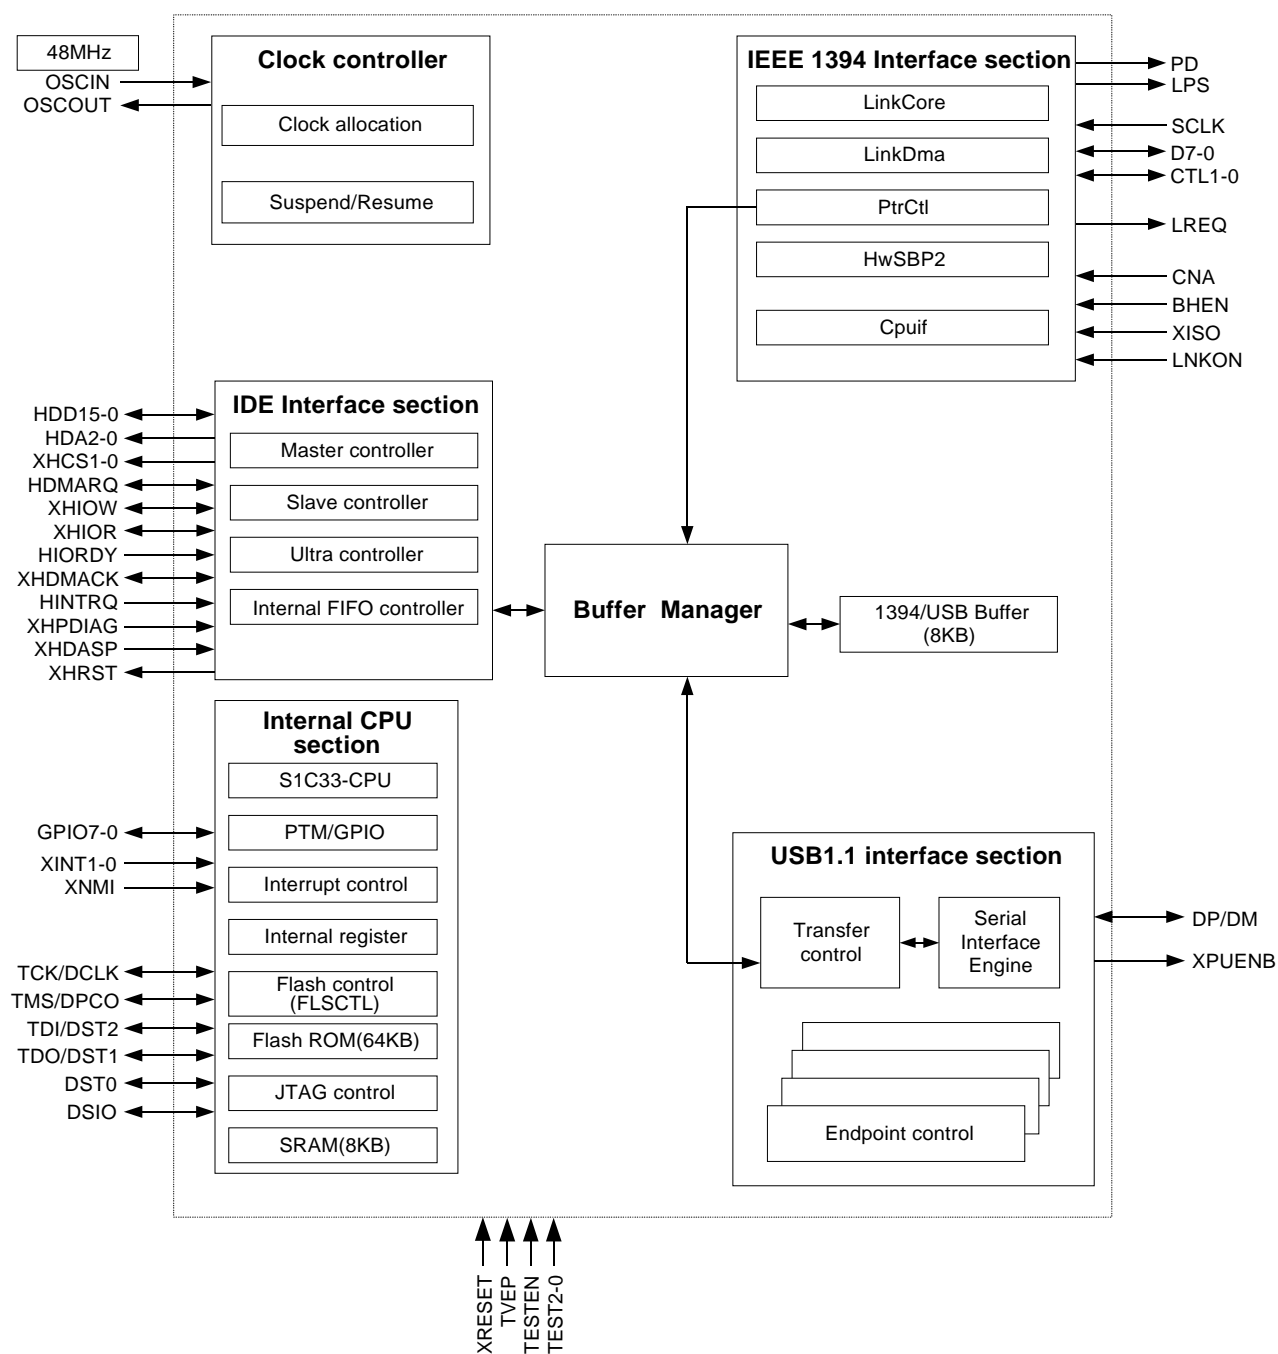 48MHz
OSCIN
OSCOUT
Clock controller
Clock allocation
Suspend/Resume
IEEE 1394 Interface section
LinkCore
LinkDma
PtrCtl
HwSBP2
Cpuif
PD
LPS
SCLK
D7-0
CTL1-0
LREQ
CNA
BHEN
XISO
LNKON
HDD15-0
HDA2-0
XHCS1-0
HDMARQ
XHIOW
XHIOR
HIORDY
XHDMACK
HINTRQ
XHPDIAG
XHDASP
XHRST
IDE Interface section
Master controller
Slave controller
Ultra controller
Internal FIFO controller
Buffer Manager
1394/USB Buffer
(8KB)
Internal CPU
section
S1C33-CPU
PTM/GPIO
Interrupt control
Internal register
Flash control
(FLSCTL)
Flash ROM(64KB)
JTAG control
SRAM(8KB)
GPIO7-0
XINT1-0
XNMI
TCK/DCLK
TMS/DPCO
TDI/DST2
TDO/DST1
DST0
DSIO
USB1.1 interface section
Transfer
control
Serial
Interface
Engine
Endpoint control
DP/DM
XPUENB
XRESET
TVEP
TESTEN
TEST2-0